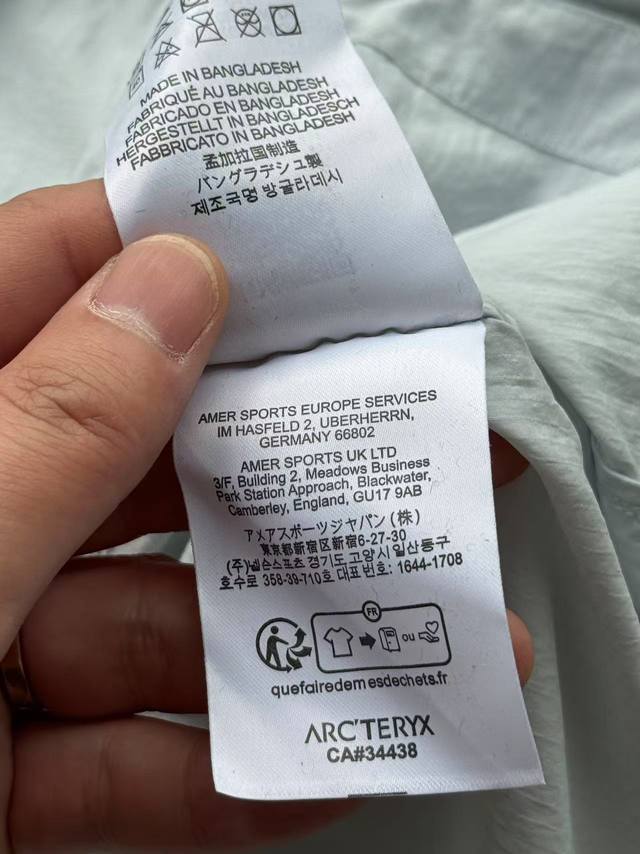 MADE IN BANGLADESH
FABRIQUÉ AU BANGLADESH
FABRICADO EN BANGLADESH
HERGESTELLT IN BANGLADESCH
FABBRICATO IN BANGLADESH
孟加拉国制造
バングラデシュ製
제조국명 방글라데시
AMER SPORTS EUROPE SERVICES
IM HASFELD 2, UBERHERRN,
GERMANY 66802
AMER SPORTS UK LTD
3/F, Building 2, Meadows Business
Park Station Approach, Blackwater,
Camberley, England, GU17 9AB
アメアスポーツジャパン(株)
東京都新宿区新宿6-27-30
(주)넬슨스포츠 경기도 고양시 일산동구
호수로 358-39-710호 대표번호: 1644-1708
FR
ou
quefairedemesdechets.fr
ARC'TERYX
CA#34438